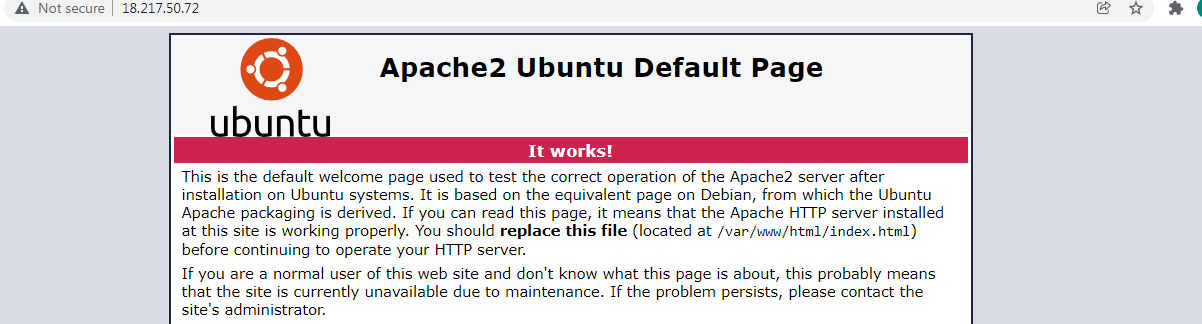 Not secure 18.217.50.72
Apache2 Ubuntu Default Page
ubuntu
It works!
This is the default welcome page used to test the correct operation of the Apache2 server after
installation on Ubuntu systems. It is based on the equivalent page on Debian, from which the Ubuntu
Apache packaging is derived. If you can read this page, it means that the Apache HTTP server installed
at this site is working properly. You should replace this file (located at /var/www/html/index.html)
before continuing to operate your HTTP server.
If you are a normal user of this web site and don't know what this page is about, this probably means
that the site is currently unavailable due to maintenance. If the problem persists, please contact the
site's administrator.